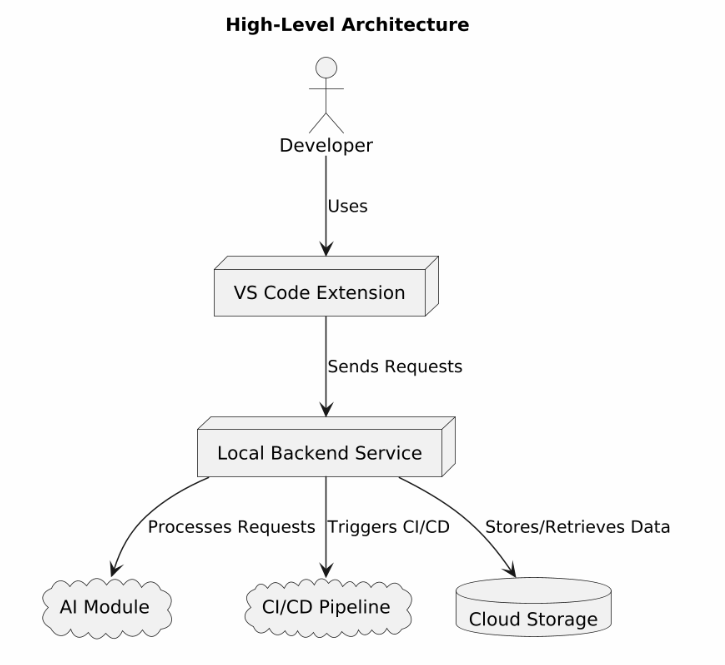 High-Level Architecture
Developer
Uses
VS Code Extension
Sends Requests
Local Backend Service
Processes Requests
Triggers CI/CD
Stores/Retrieves Data
AI Module
CI/CD Pipeline
Cloud Storage